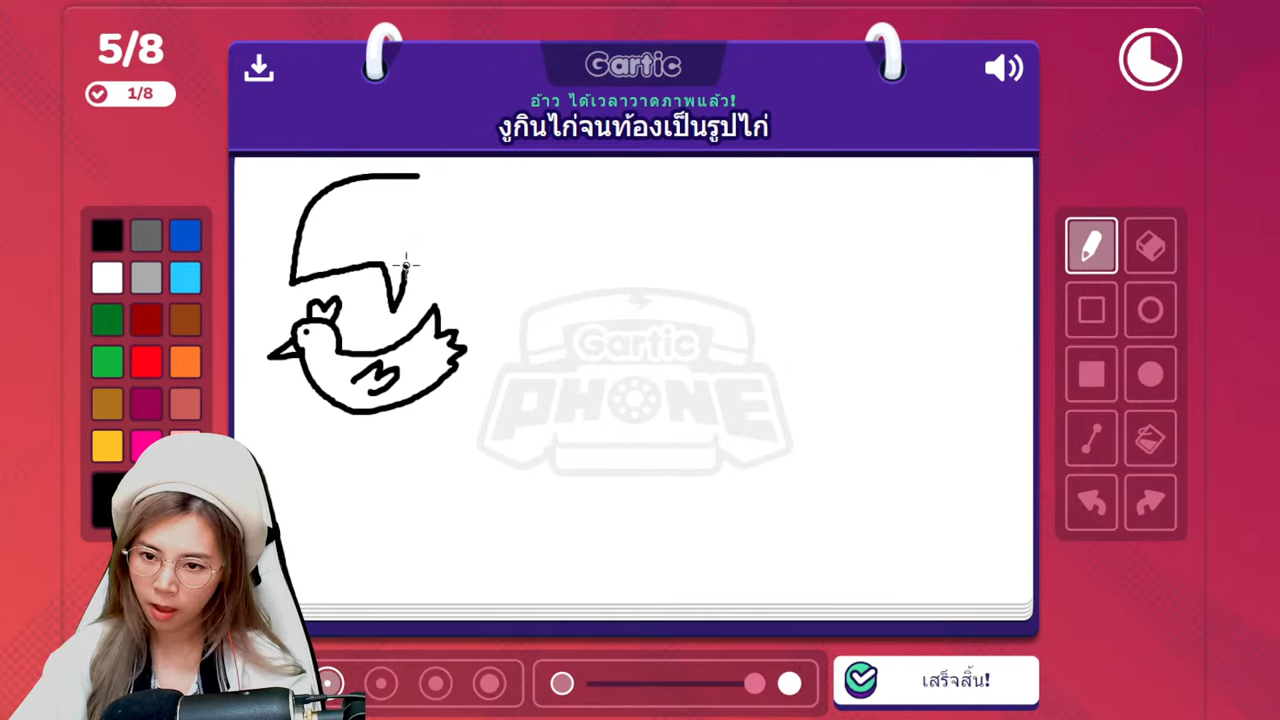 5/8
1/8
Gartic
อ้าว ได้เวลาวาดภาพแล้ว!
งูกินไก่จนท้องเป็นรูปไก่
Gartic
PHONE
เสร็จสิ้น!